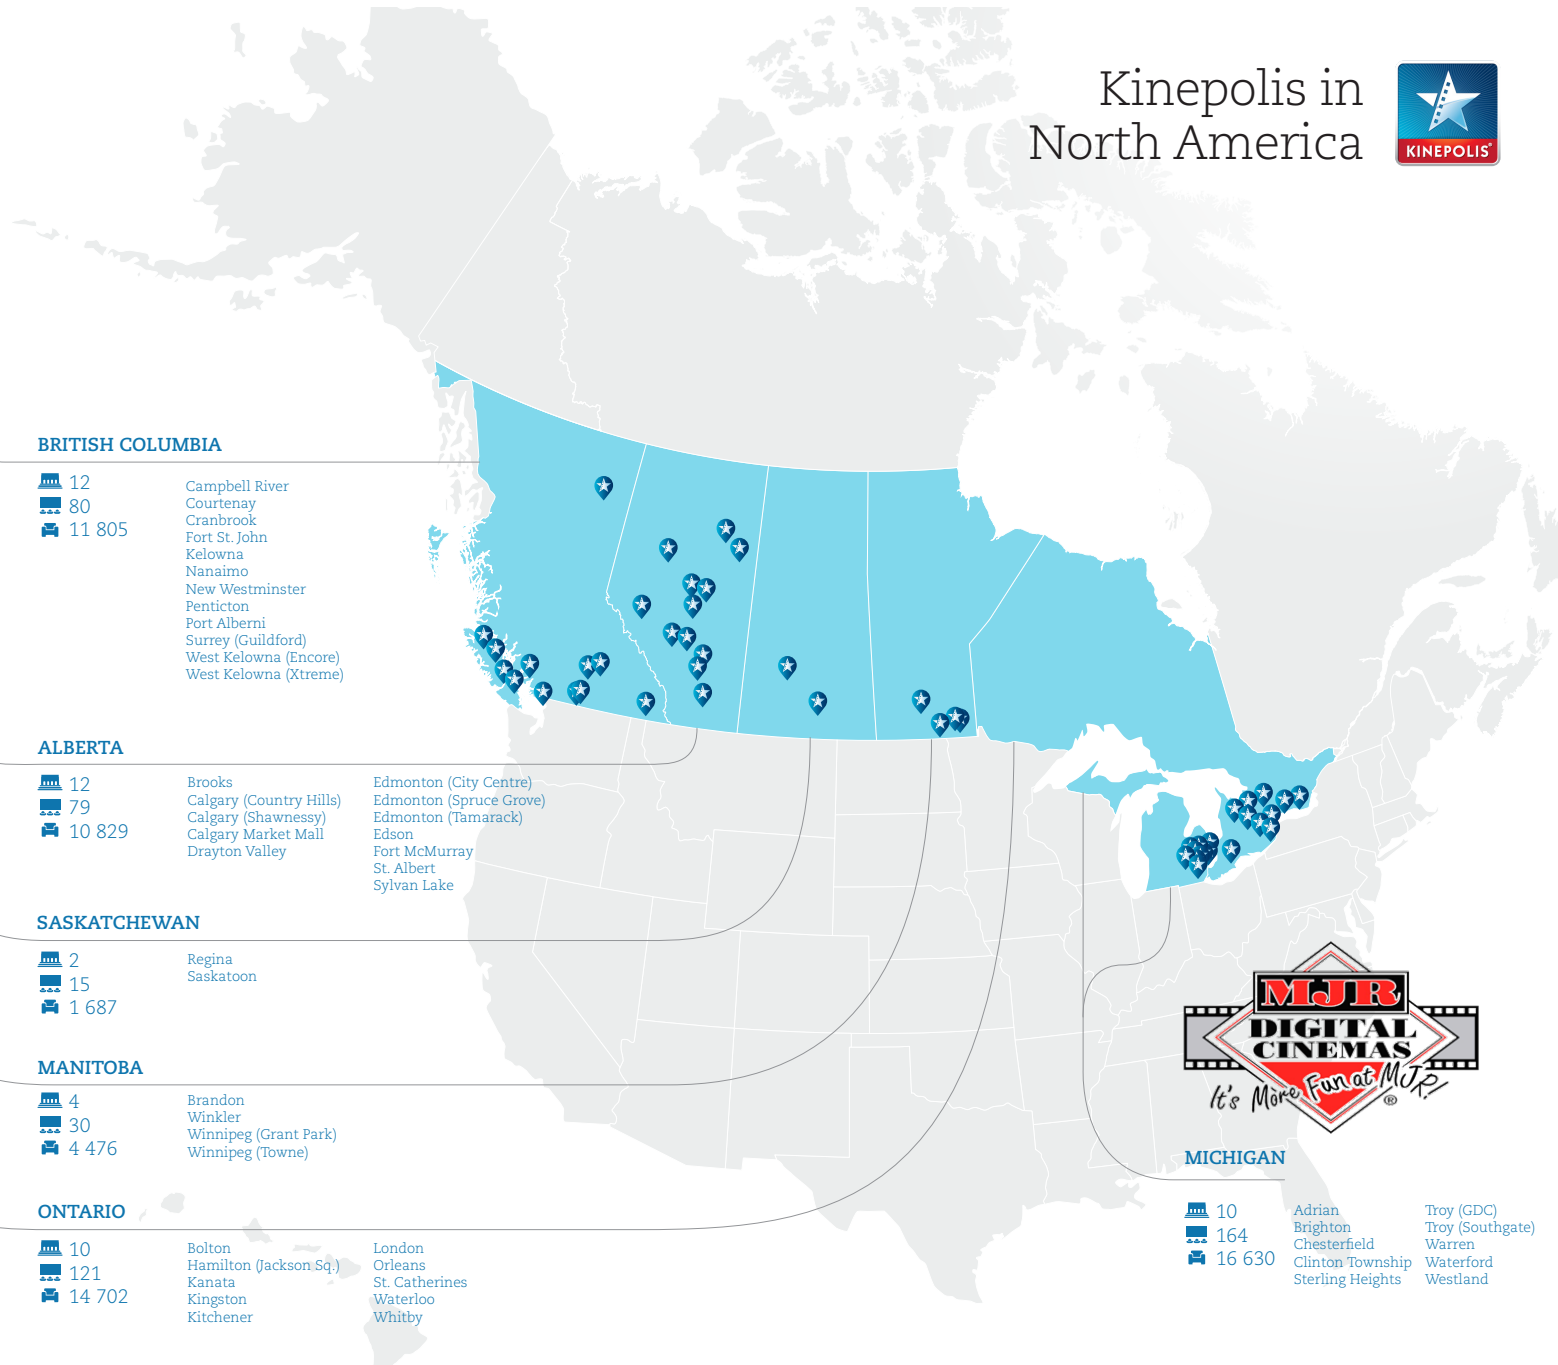 Kinepolis in
North America
KINEPOLIS®
BRITISH COLUMBIA
12
80
11 805
Campbell River
Courtenay
Cranbrook
Fort St. John
Kelowna
Nanaimo
New Westminster
Penticton
Port Alberni
Surrey (Guildford)
West Kelowna (Encore)
West Kelowna (Xtreme)
ALBERTA
12
79
10 829
Brooks
Calgary (Country Hills)
Calgary (Shawnessy)
Calgary Market Mall
Drayton Valley
Edmonton (City Centre)
Edmonton (Spruce Grove)
Edmonton (Tamarack)
Edson
Fort McMurray
St. Albert
Sylvan Lake
SASKATCHEWAN
2
15
1 687
Regina
Saskatoon
MANITOBA
4
30
4 476
Brandon
Winkler
Winnipeg (Grant Park)
Winnipeg (Towne)
ONTARIO
10
121
14 702
Bolton
Hamilton (Jackson Sq.)
Kanata
Kingston
Kitchener
London
Orleans
St. Catherines
Waterloo
Whitby
MJR
DIGITAL
CINEMAS
It's More Fun at MJR!
®
MICHIGAN
10
164
16 630
Adrian
Brighton
Chesterfield
Clinton Township
Sterling Heights
Troy (GDC)
Troy (Southgate)
Warren
Waterford
Westland